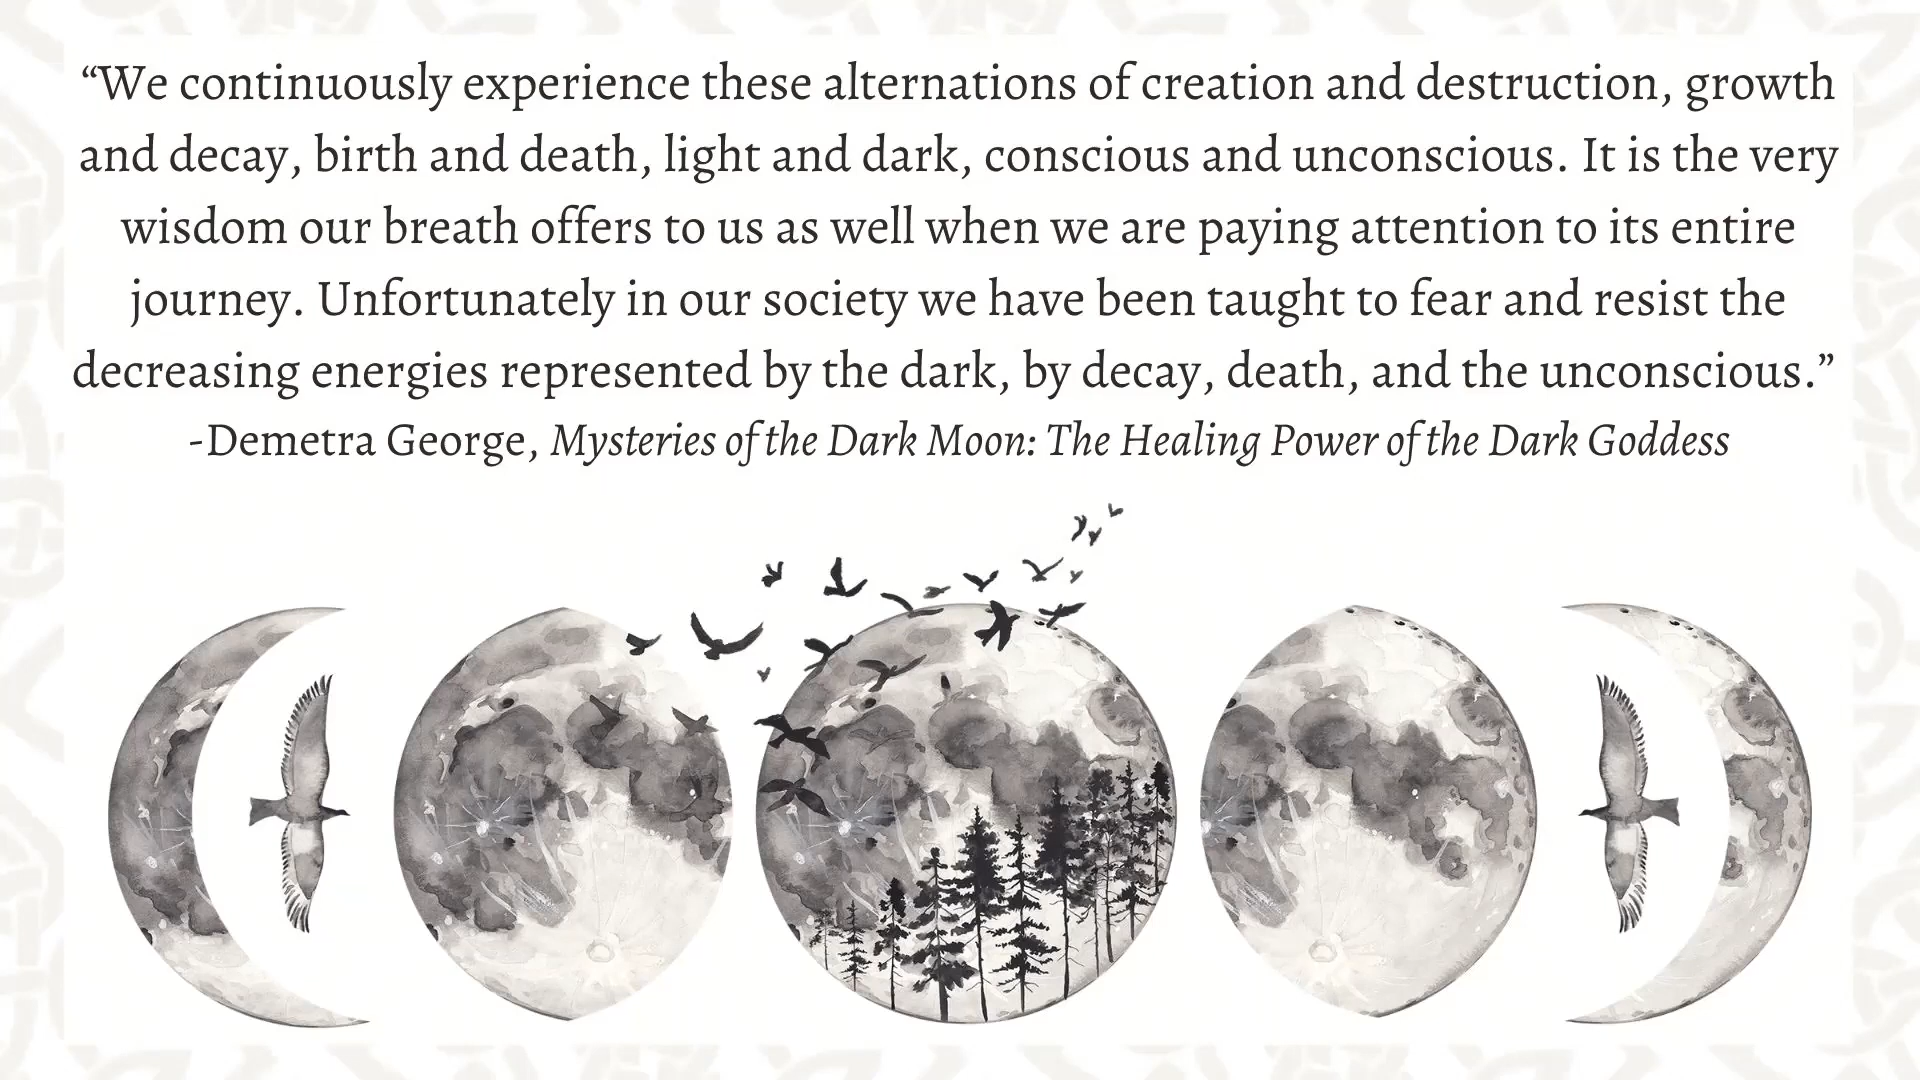 “We continuously experience these alternations of creation and destruction, growth
and decay, birth and death, light and dark, conscious and unconscious. It is the very
wisdom our breath offers to us as well when we are paying attention to its entire
journey. Unfortunately in our society we have been taught to fear and resist the
decreasing energies represented by the dark, by decay, death, and the unconscious.”
-Demetra George, Mysteries of the Dark Moon: The Healing Power of the Dark Goddess